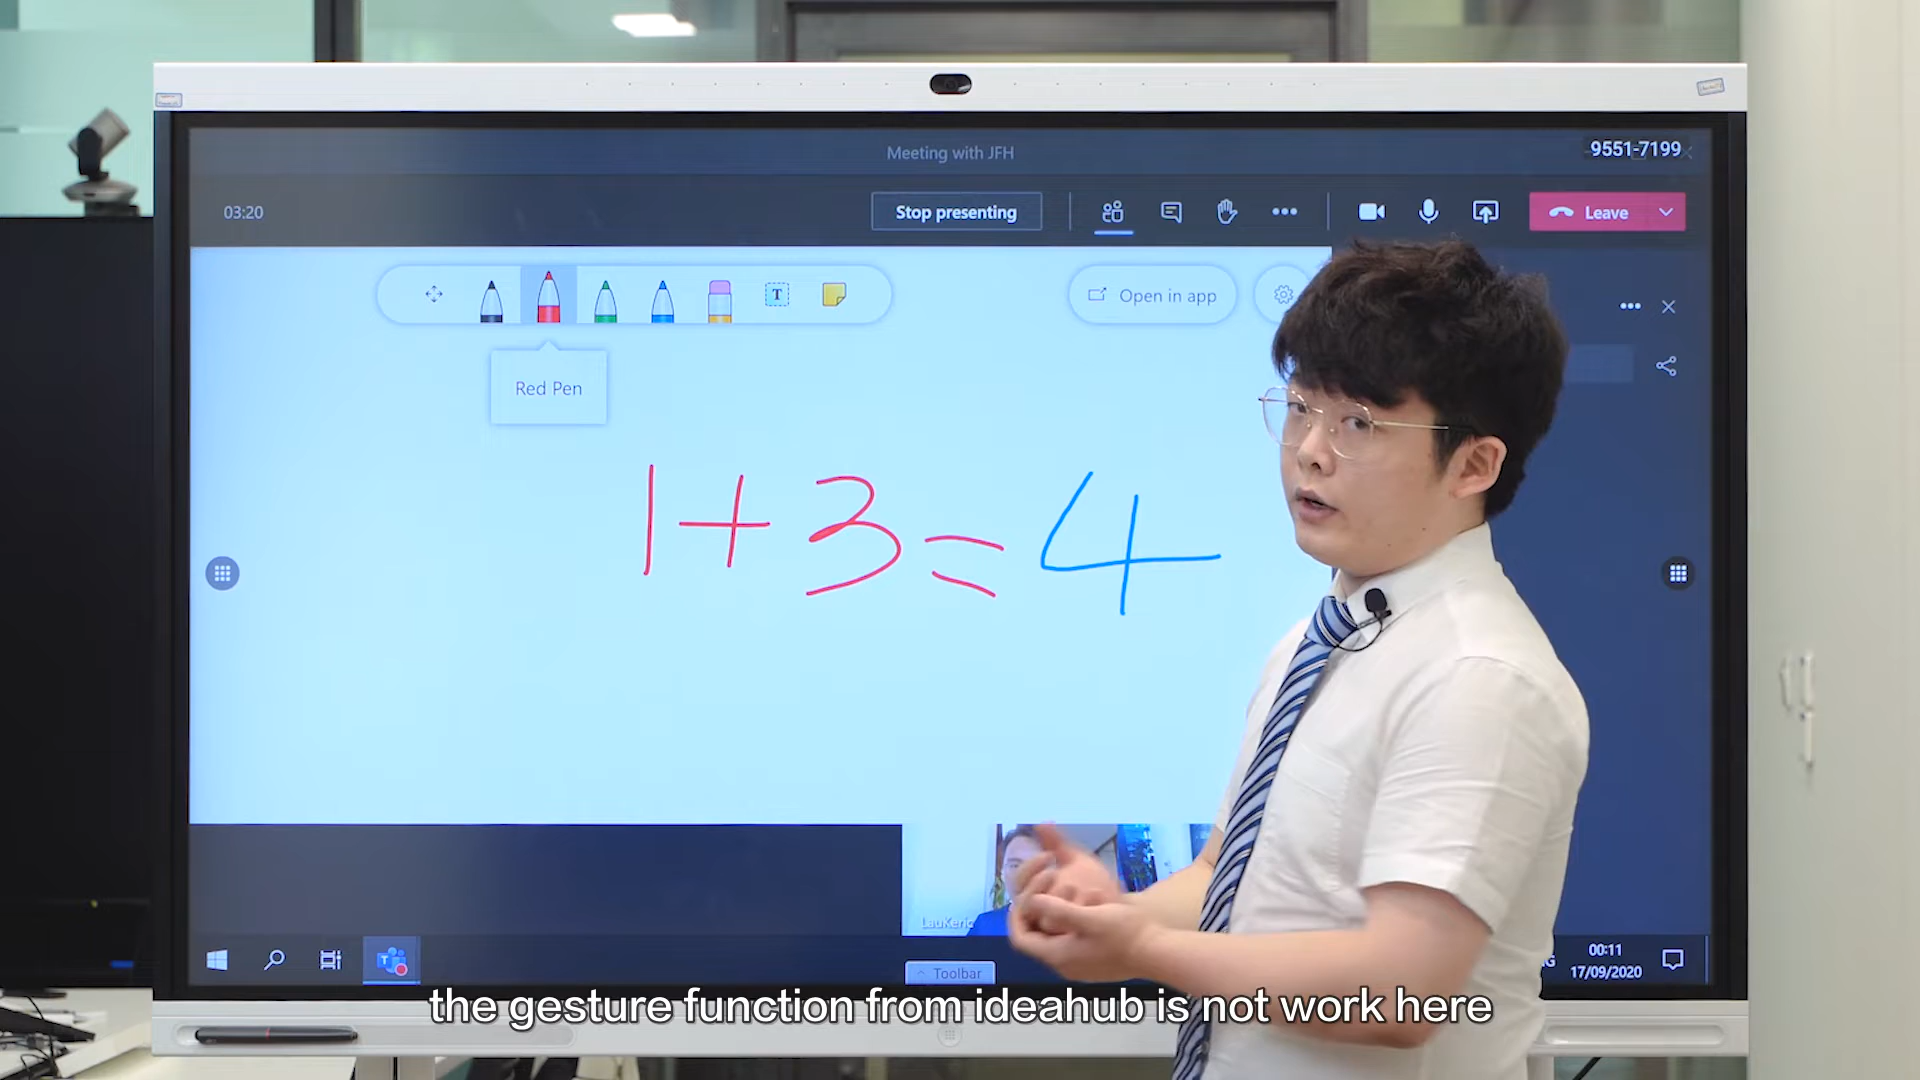 Meeting with JFH
9551-7199
03:20
Stop presenting
Leave
T
Open in app
Red Pen
1+3=4
LauKeric
T
00:11
17/09/2020
Toolbar
the gesture function from ideahub is not work here